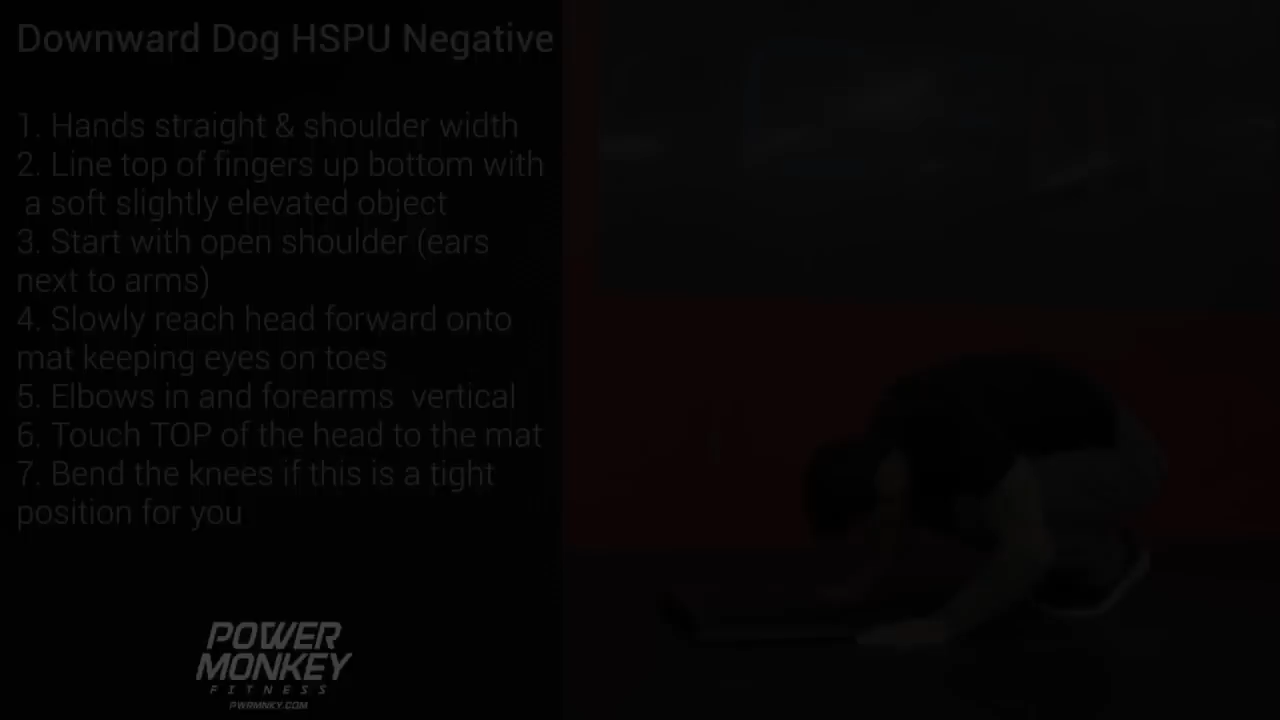 Downward Dog HSPU Negative
1. Hands straight & shoulder width
2. Line top of fingers up bottom with
a soft slightly elevated object
3. Start with open shoulder (ears
next to arms)
4. Slowly reach head forward onto
mat keeping eyes on toes
5. Elbows in and forearms  vertical
6. Touch TOP of the head to the mat
7. Bend the knees if this is a tight
position for you
POWER
MONKEY
FITNESS
PWRMNKY.COM